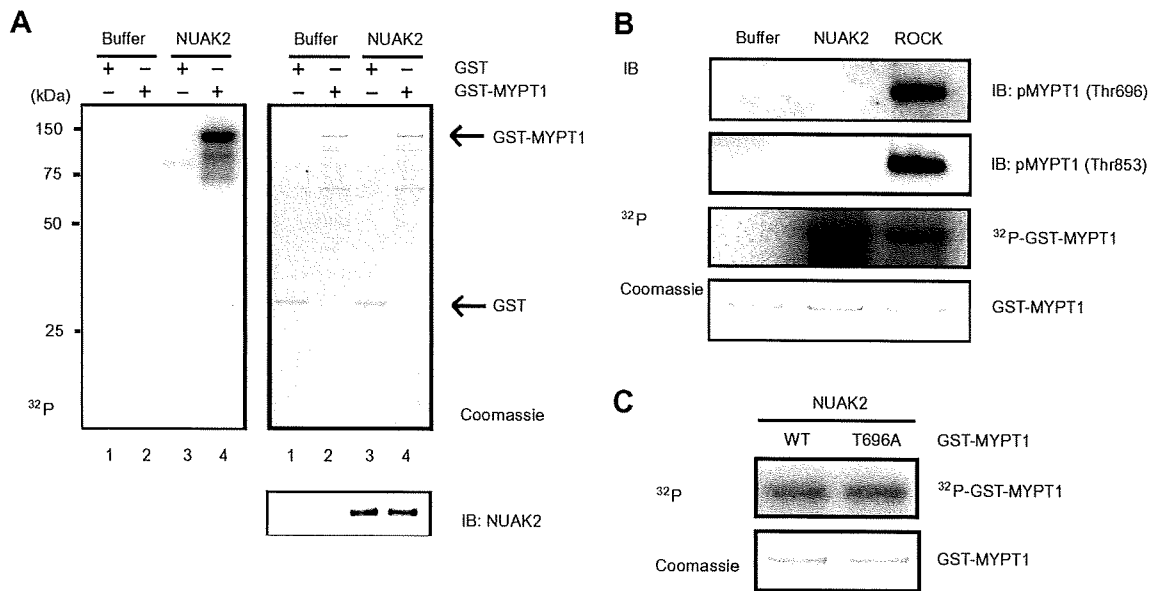 A
Buffer NUAK2 Buffer NUAK2
+ − + − + − + − GST
− + − + − + − + GST-MYPT1
(kDa)
150
75
50
25
GST-MYPT1
GST
32P
Coomassie
1 2 3 4 1 2 3 4
IB: NUAK2
B
Buffer NUAK2 ROCK
IB
IB: pMYPT1 (Thr696)
IB: pMYPT1 (Thr853)
32P
32P-GST-MYPT1
Coomassie
GST-MYPT1
C
NUAK2
WT T696A GST-MYPT1
32P
32P-GST-MYPT1
Coomassie
GST-MYPT1